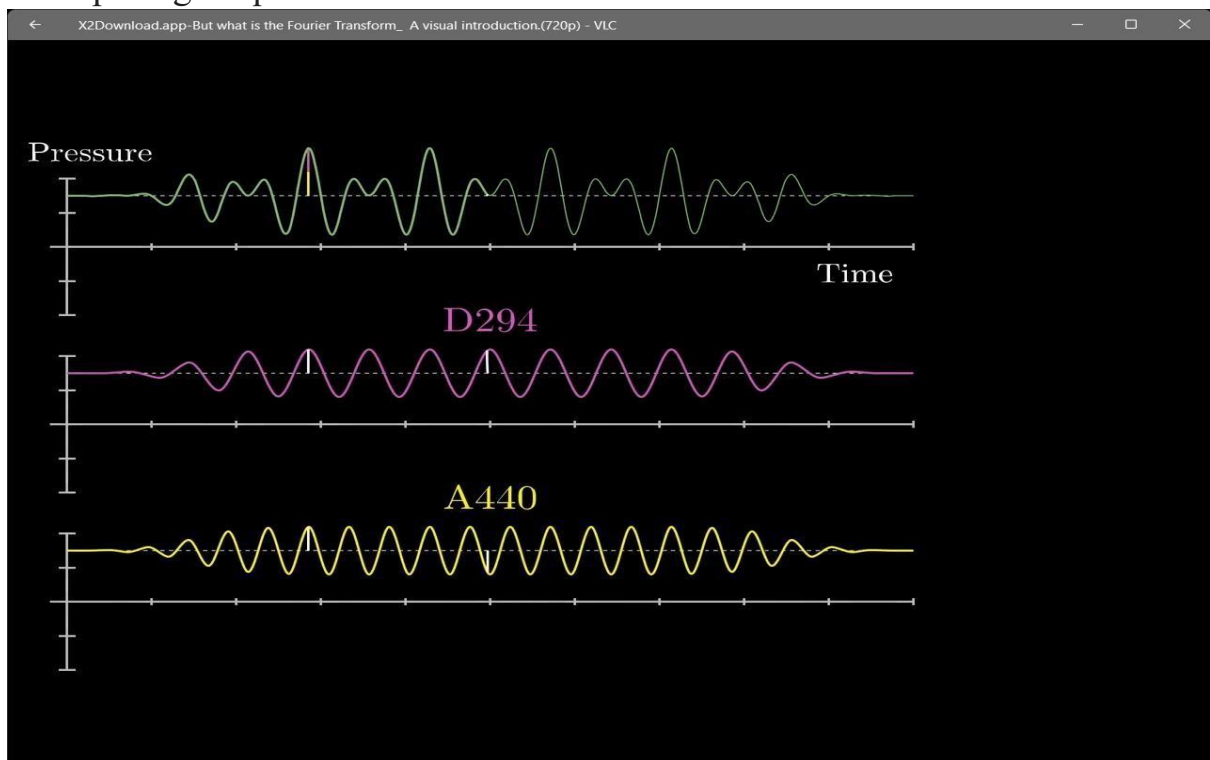 X2Download.app-But what is the Fourier Transform_ A visual introduction.(720p) - VLC
Pressure
Time
D294
A440